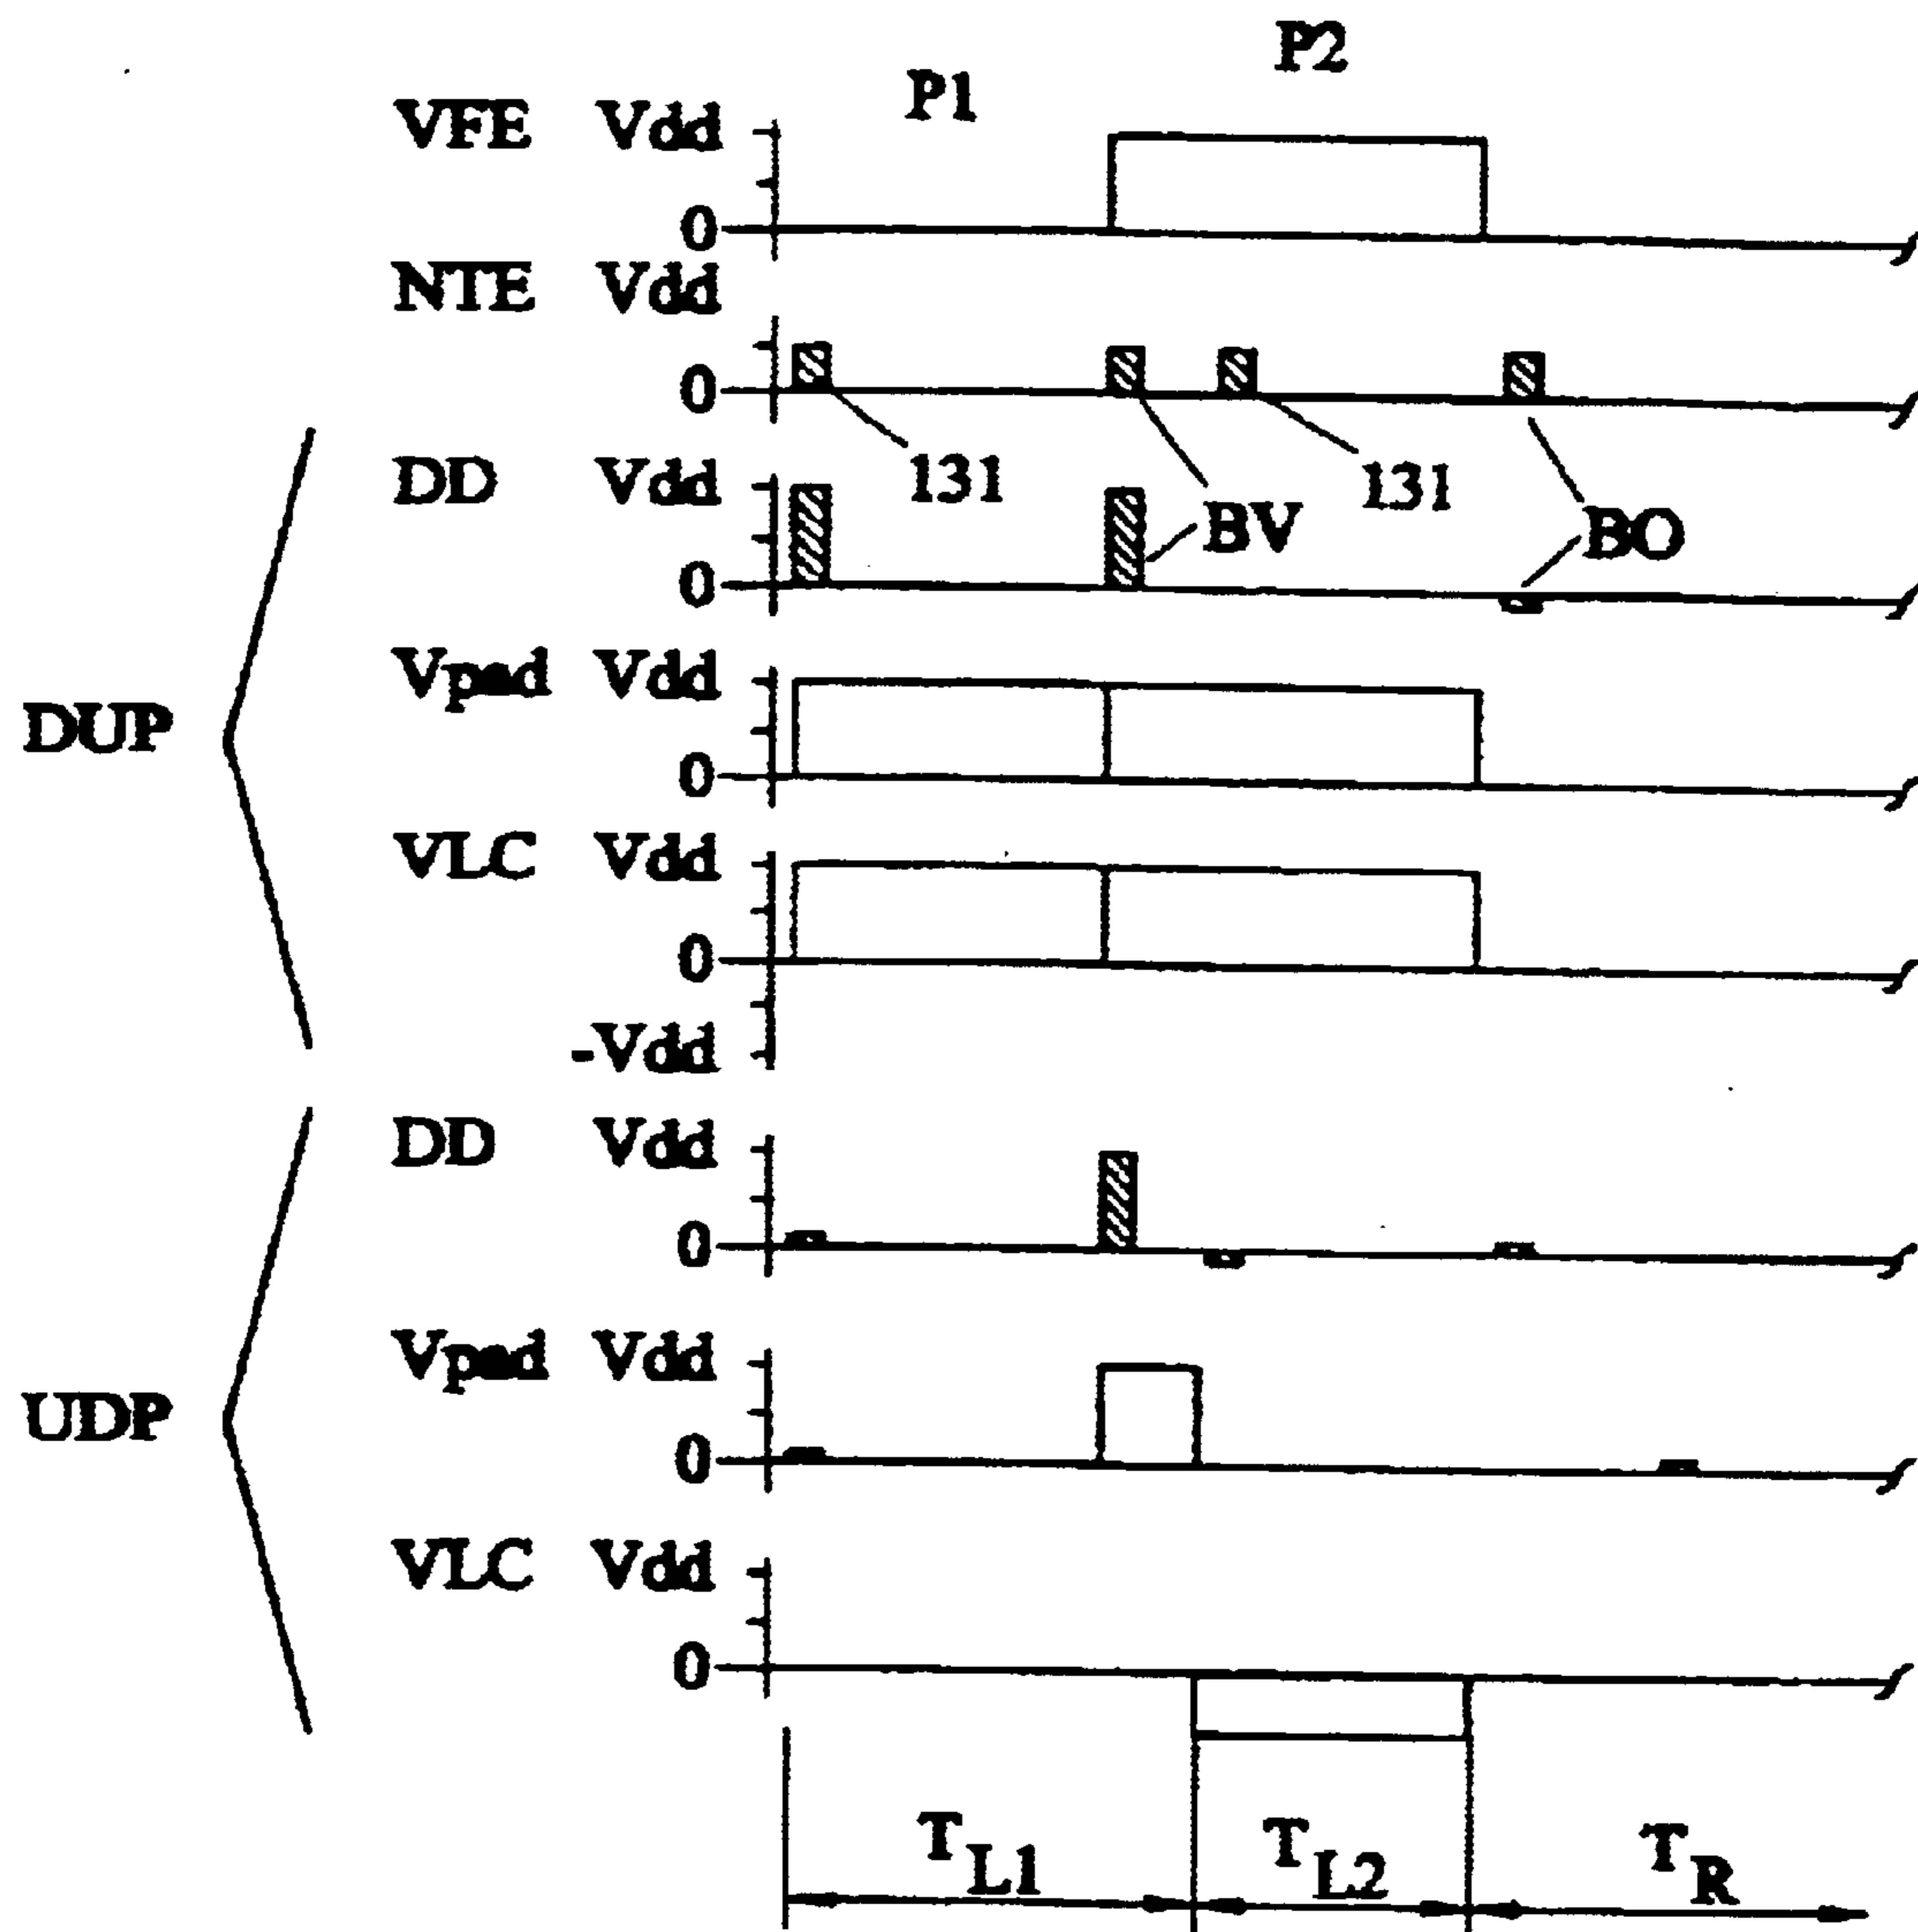 P2
P1
VFE Vdd
0
NTE Vdd
0
131
131
DD Vdd
BV
BO
0
Vpad Vdd
DUP
0
VLC Vdd
0
-Vdd
DD Vdd
0
Vpad Vdd
UDP
0
VLC Vdd
0
TL1
TL2
TR